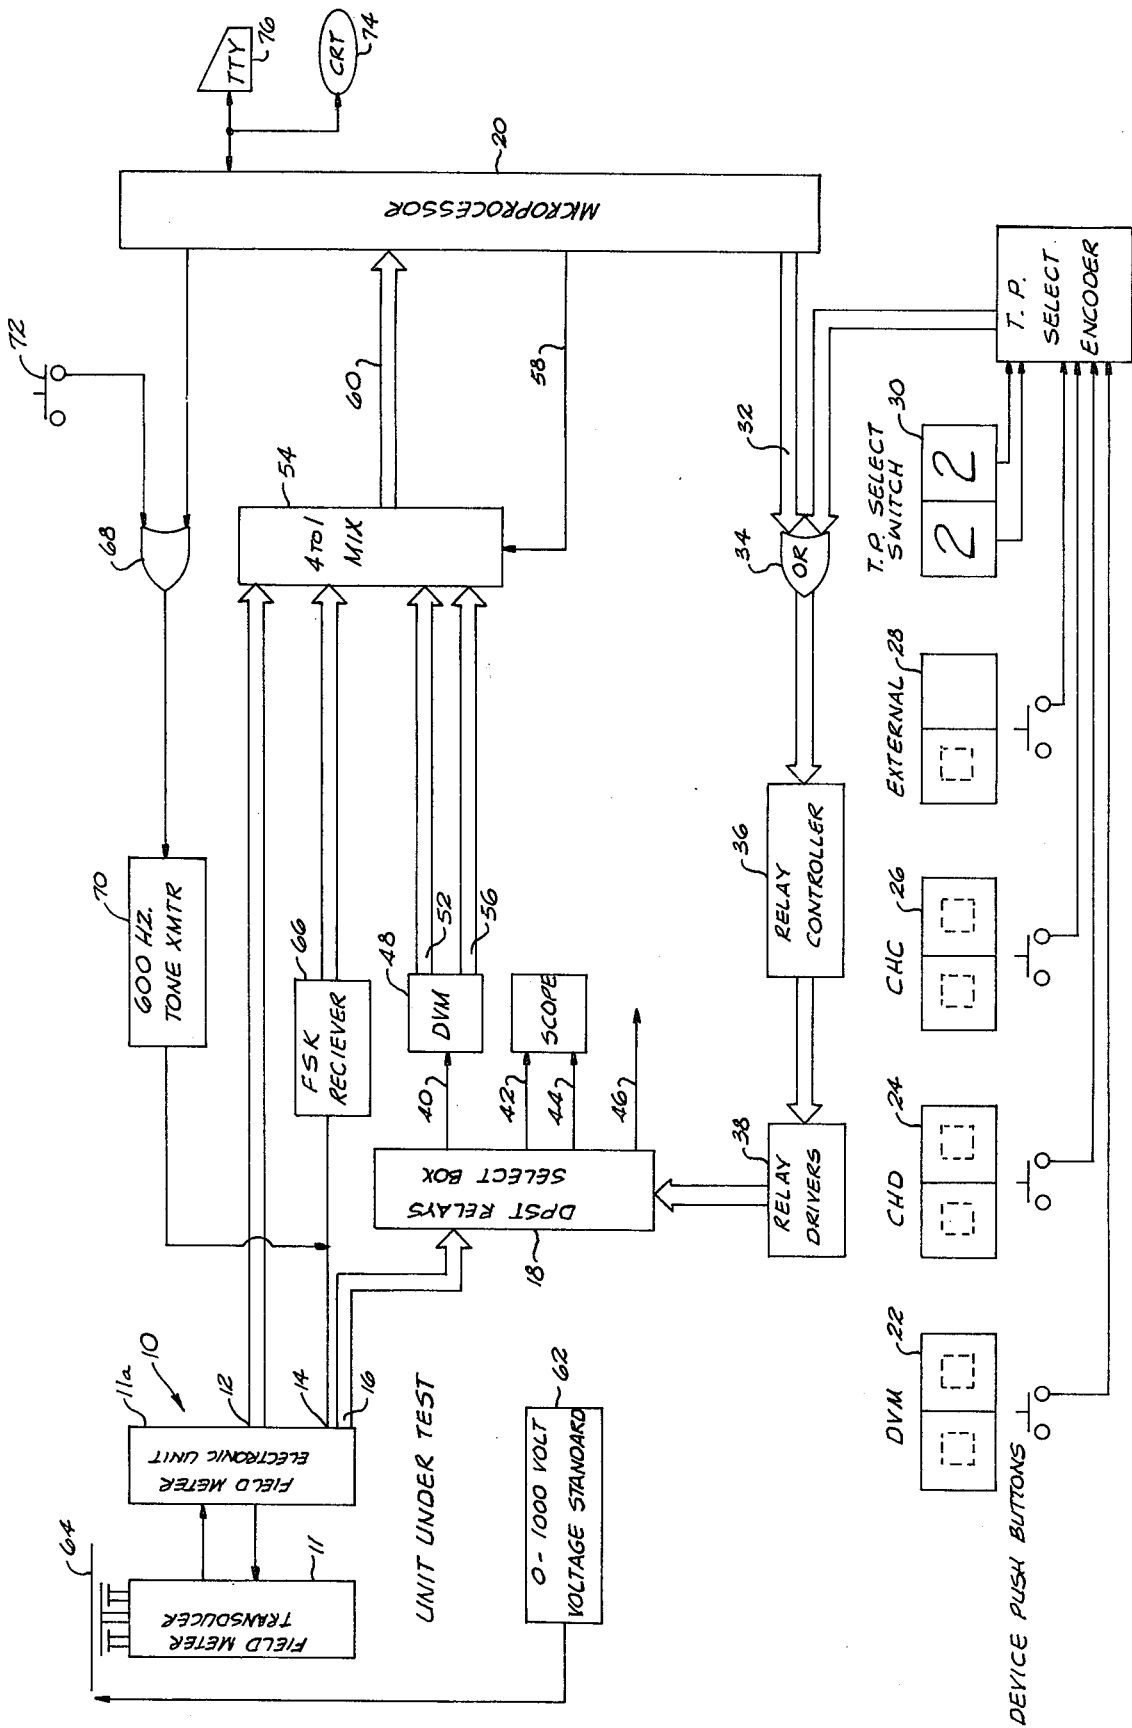 TTY
76
CRT
74
20
MICROPROCESSOR
72
68
60
58
54
4 TO 1
MIX
32
34
OR
T. P.
SELECT
ENCODER
T.P. SELECT
SWITCH
30
2 2
EXTERNAL
28
CHC
26
CHD
24
DVM
22
DEVICE PUSH BUTTONS
70
600 HZ.
TONE XMTR
66
FSK
RECIEVER
48
DVM
52
56
SCOPE
40
42
44
46
36
RELAY
CONTROLLER
38
RELAY
DRIVERS
DPST RELAYS
SELECT BOX
18
10
11a
12
14
16
FIELD METER
ELECTRONIC UNIT
64
11
FIELD METER
TRANSDUCER
UNIT UNDER TEST
62
0-1000 VOLT
VOLTAGE STANDARD